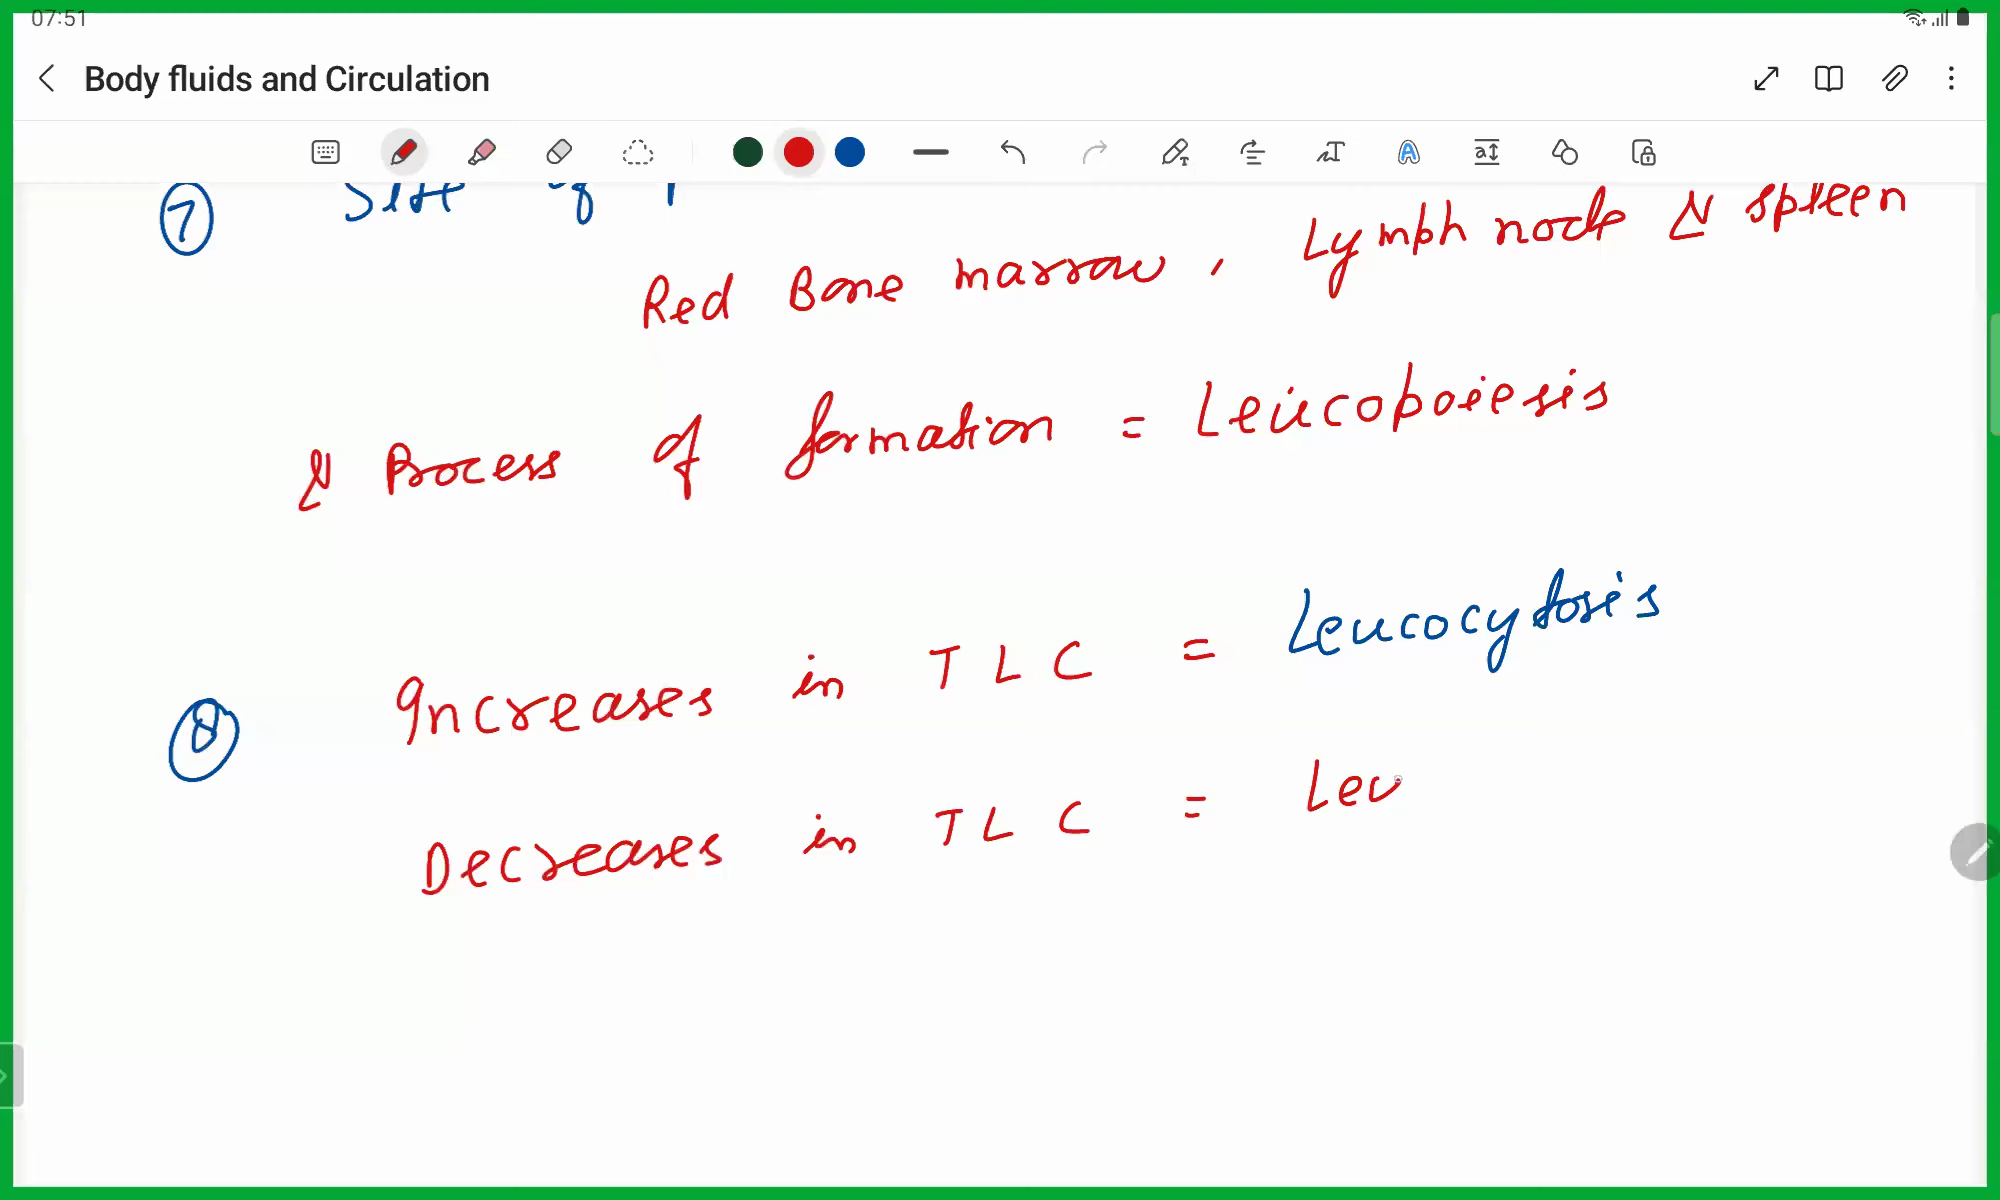 07:51
Body fluids and Circulation
7 Site of
Red Bone marrow, Lymph node & spleen
& Process of formation = Leucopoiesis
8 Increases in TLC = Leucocytosis
Decreases in TLC = Leu